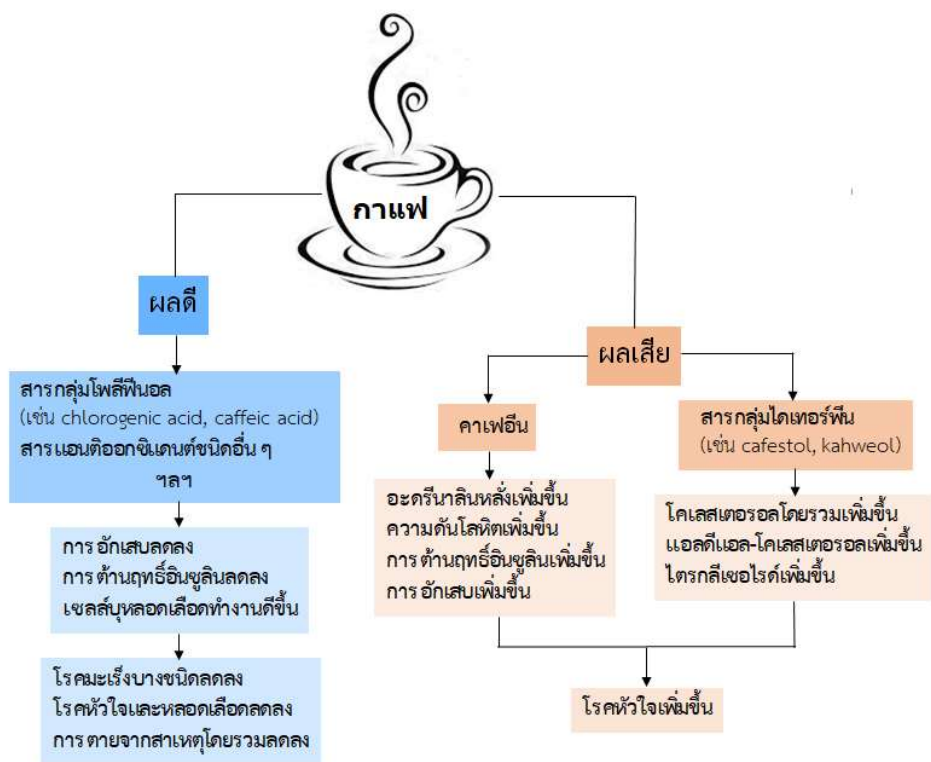 กาแฟ
ผลดี
สารกลุ่มโพลีฟีนอล
(เช่น chlorogenic acid, caffeic acid)
สารแอนติออกซิแดนต์ชนิดอื่น ๆ
ฯลฯ
การอักเสบลดลง
การต้านฤทธิ์อินซูลินลดลง
เซลล์บุหลอดเลือดทำงานดีขึ้น
โรคมะเร็งบางชนิดลดลง
โรคหัวใจและหลอดเลือดลดลง
การตายจากสาเหตุโดยรวมลดลง
ผลเสีย
คาเฟอีน
อะดรีนาลินหลั่งเพิ่มขึ้น
ความดันโลหิตเพิ่มขึ้น
การต้านฤทธิ์อินซูลินเพิ่มขึ้น
การอักเสบเพิ่มขึ้น
สารกลุ่มไดเทอร์พีน
(เช่น cafestol, kahweol)
โคเลสเตอรอลโดยรวมเพิ่มขึ้น
แอลดีแอล-โคเลสเตอรอลเพิ่มขึ้น
ไตรกลีเซอไรด์เพิ่มขึ้น
โรคหัวใจเพิ่มขึ้น